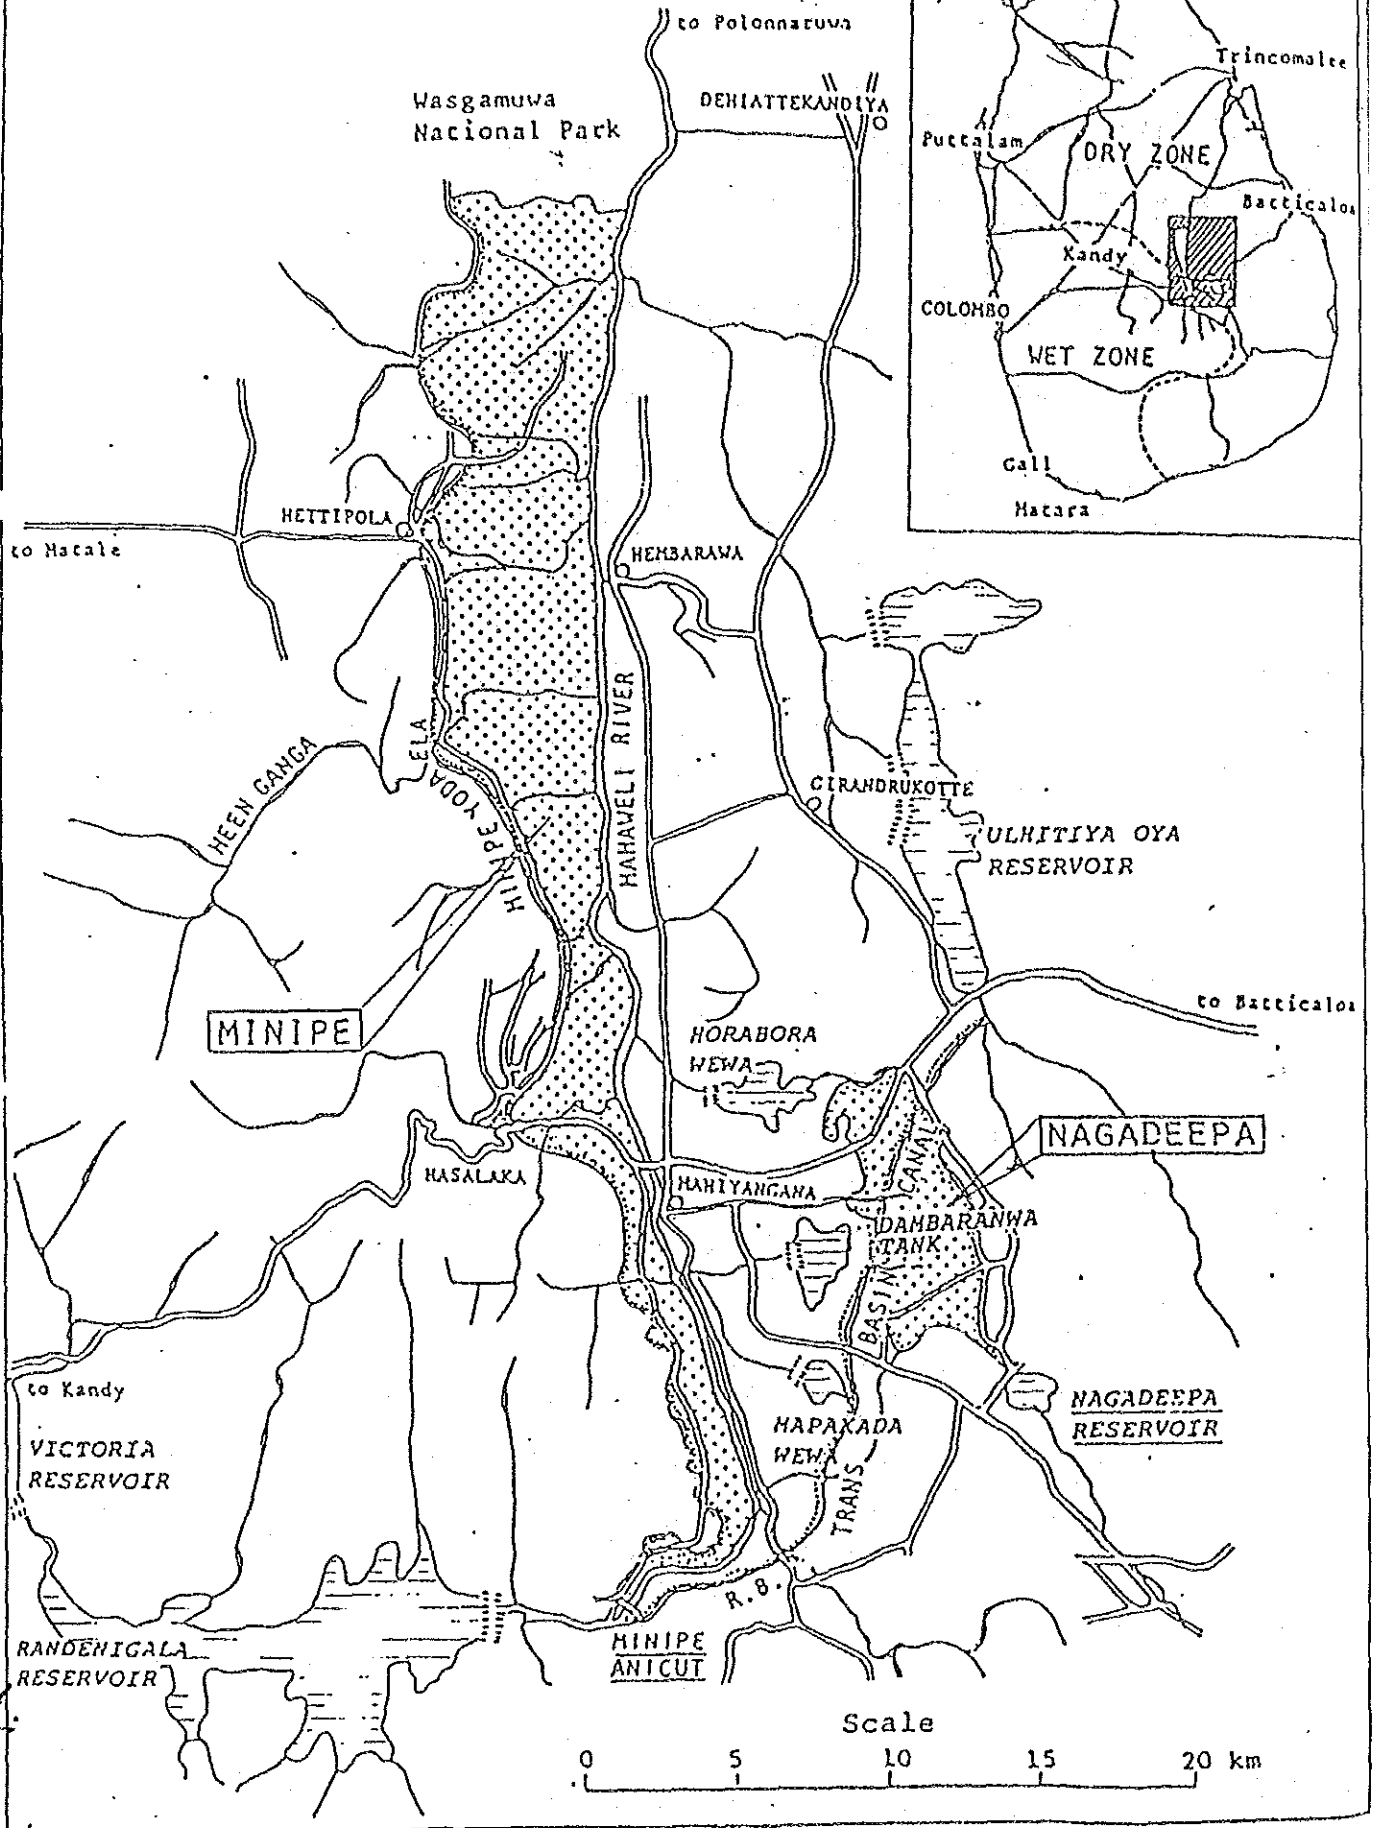 to Polonnaruwa
Wasgamuwa
National Park
DEHIATTEKANDIYA
Trincomalee
Puttalam
DRY ZONE
Batticaloa
Kandy
COLOMBO
WET ZONE
Gall
Matara
HETTIPOLA
to Matale
HEMBARAWA
MAHAWELI RIVER
HEEN GANGA
MINIPE YODA ELA
GIRANDRUKOTTE
ULHITIYA OYA
RESERVOIR
MINIPE
to Batticaloa
HORABORA
WEWA
NAGADEEPA
HASALAKA
MAHIYANGANA
DAMBARANWA
TANK
TRANS BASIN CANAL
to Kandy
VICTORIA
RESERVOIR
MAPAKADA
WEWA
NAGADEEPA
RESERVOIR
R.B.
RANDENIGALA
RESERVOIR
MINIPE
ANICUT
Scale
0 5 10 15 20 km